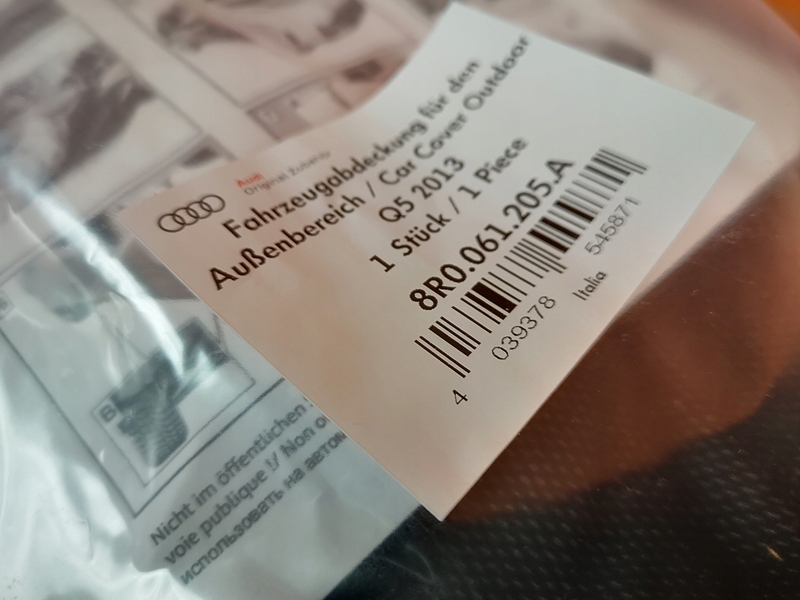 Audi
Original Zubehör
Fahrzeugabdeckung für den
Außenbereich / Car Cover Outdoor
Q5 2013
1 Stück / 1 Piece
8R0.061.205.A
4 039378 545871
Italia
B
Nicht im öffentlichen
voie publique !/ Non
использовать на автом